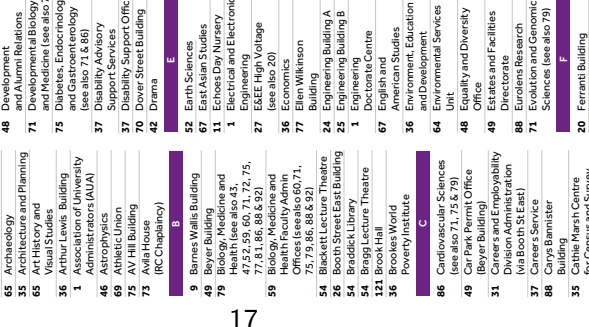 65 Archaeology
35 Architecture and Planning
65 Art History and
Visual Studies
36 Arthur Lewis Building
1 Association of University
Administrators (AUA)
46 Astrophysics
69 Athletic Union
75 AV Hill Building
73 Avila House
(RC Chaplaincy)
B
9 Barnes Wallis Building
49 Beyer Building
79 Biology, Medicine and
Health (see also 43,
47, 52, 59, 60, 71, 72, 75,
77, 81, 86, 88 & 92)
59 Biology, Medicine and
Health Faculty Admin
Offices (see also 60, 71,
75, 79, 86, 88 & 92)
54 Blackett Lecture Theatre
26 Booth Street East Building
54 Braddick Library
54 Bragg Lecture Theatre
121 Brook Hall
36 Brookes World
Poverty Institute
C
86 Cardiovascular Sciences
(see also 71, 75 & 79)
49 Car Park Permit Office
(Beyer Building)
31 Careers and Employability
Division Administration
(via Booth St East)
37 Careers Service
88 Carys Bannister
Building
35 Cathie Marsh Centre
for Census and Survey
48 Development
and Alumni Relations
71 Developmental Biology
and Medicine (see also 7
75 Diabetes, Endocrinolog
and Gastroenterology
(see also 71 & 86)
37 Disability Advisory
Support Services
37 Disability Support Offic
70 Dover Street Building
42 Drama
E
52 Earth Sciences
67 East Asian Studies
11 Echoes Day Nursery
1 Electrical and Electronic
Engineering
27 E&EE High Voltage
(see also 20)
36 Economics
77 Ellen Wilkinson
Building
24 Engineering Building A
25 Engineering Building B
1 Engineering
Doctorate Centre
67 English and
American Studies
36 Environment, Education
and Development
64 Environmental Services
Unit
48 Equality and Diversity
Office
49 Estates and Facilities
Directorate
88 Eurolens Research
71 Evolution and Genomic
Sciences (see also 79)
F
20 Ferranti Building
17